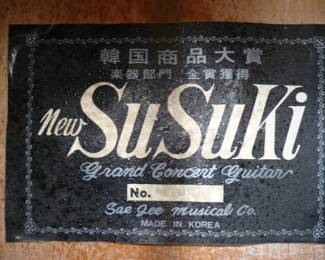 韓国商品大賞
楽器部門 金賞獲得
New SuSuKi
Grand Concert Guitar
No.
Sae Jee Musical Co.
MADE IN KOREA